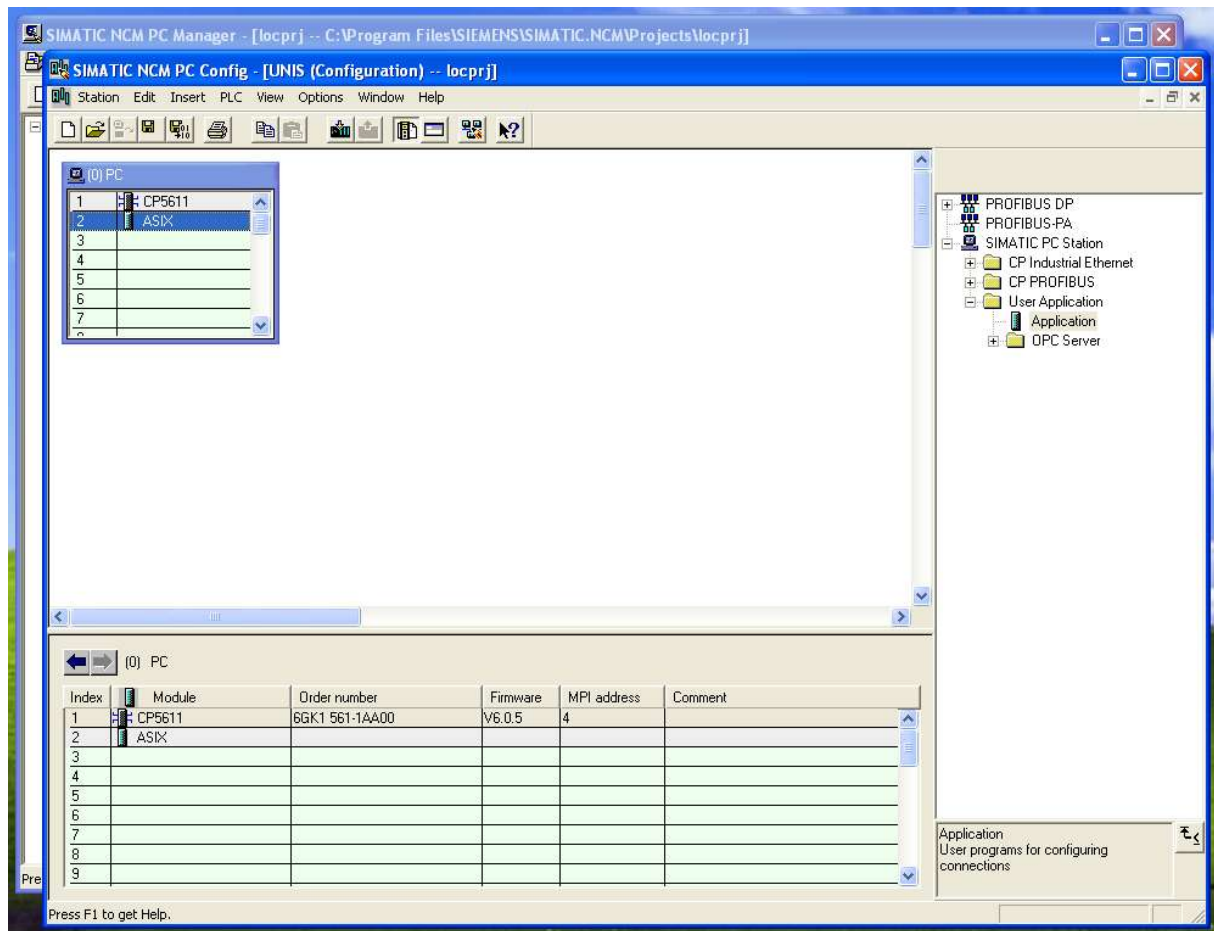 SIMATIC NCM PC Manager - [locprj -- C:\Program Files\SIEMENS\SIMATIC.NCM\Projects\locprj]
SIMATIC NCM PC Config - [UNIS (Configuration) -- locprj]
Station Edit Insert PLC View Options Window Help
(0) PC
1 CP5611
2 ASIX
3
4
5
6
7
PROFIBUS DP
PROFIBUS-PA
SIMATIC PC Station
CP Industrial Ethernet
CP PROFIBUS
User Application
Application
OPC Server
(0) PC
Index Module Order number Firmware MPI address Comment
1 CP5611 6GK1 561-1AA00 V6.0.5 4
2 ASIX
3
4
5
6
7
8
9
Application
User programs for configuring
connections
Pre
Press F1 to get Help.